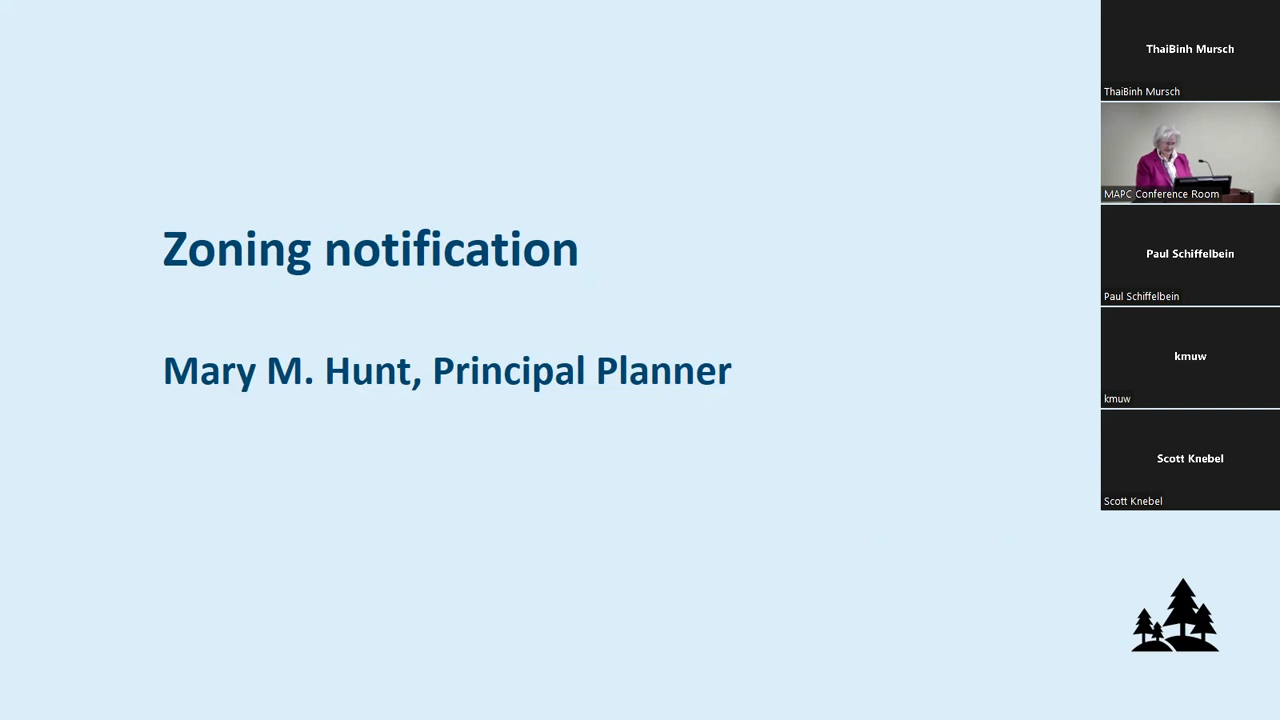 Zoning notification
Mary M. Hunt, Principal Planner
ThaiBinh Mursch
ThaiBinh Mursch
MAPC Conference Room
Paul Schiffelbein
Paul Schiffelbein
kmuw
kmuw
Scott Knebel
Scott Knebel